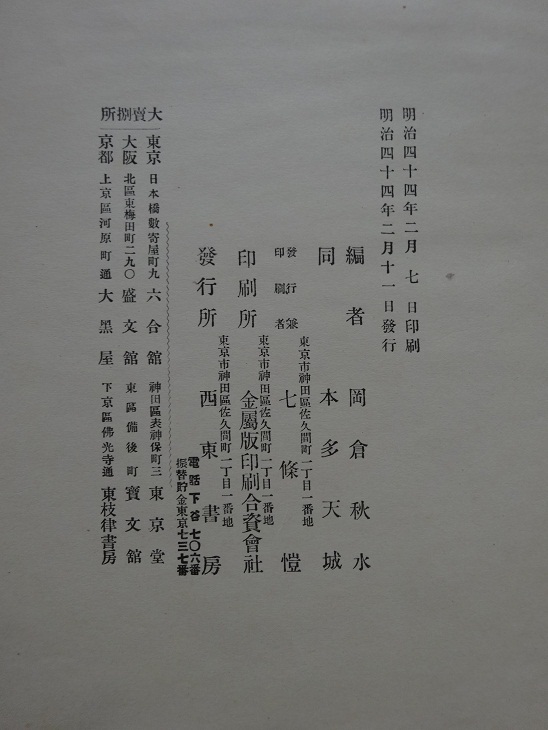 明治四十四年二月七日印刷
明治四十四年二月十一日發行
編者 岡倉秋水
同 本多天城
東京市神田區佐久間町一丁目一番地
發行兼
印刷者 七條愷
東京市神田區佐久間町一丁目一番地
印刷所 金屬版印刷合資會社
東京市神田區佐久間町一丁目一番地
發行所 西東書房
電話下谷七〇六番
振替貯金東京七三七番
大賣捌所
東京 日本橋數寄屋町九 六合館 神田區表神保町三 東京堂
大阪 北區東梅田町二九〇 盛文館 東區備後町 寶文館
京都 上京區河原町通 大黑屋 下京區佛光寺通 東枝律書房